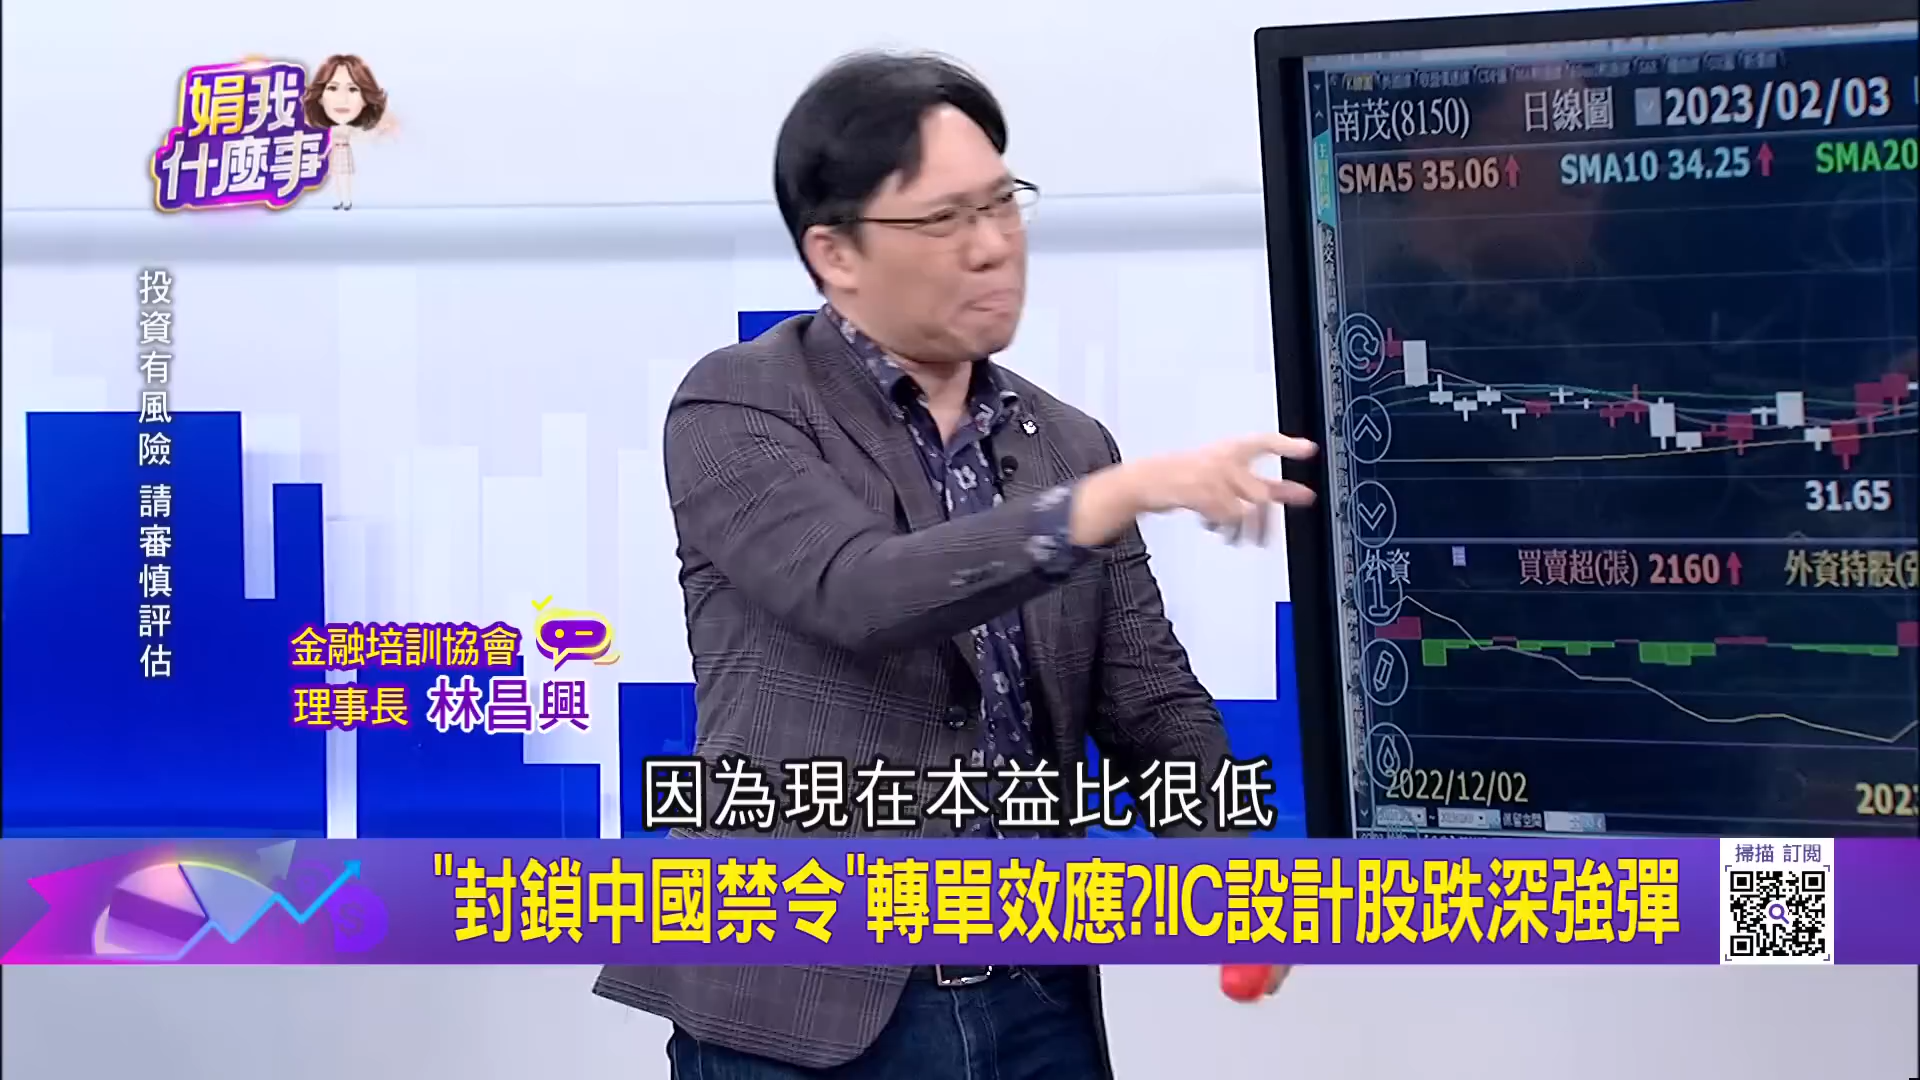 娟我
什麼事
投資有風險 請審慎評估
金融培訓協會
理事長 林昌興
南茂(8150) 日線圖 2023/02/03
SMA5 35.06↑ SMA10 34.25↑ SMA20
31.65
外資 買賣超(張) 2160↑ 外資持股(張
2022/12/02 202
因為現在本益比很低
"封鎖中國禁令"轉單效應?!IC設計股跌深強彈
掃描 訂閱